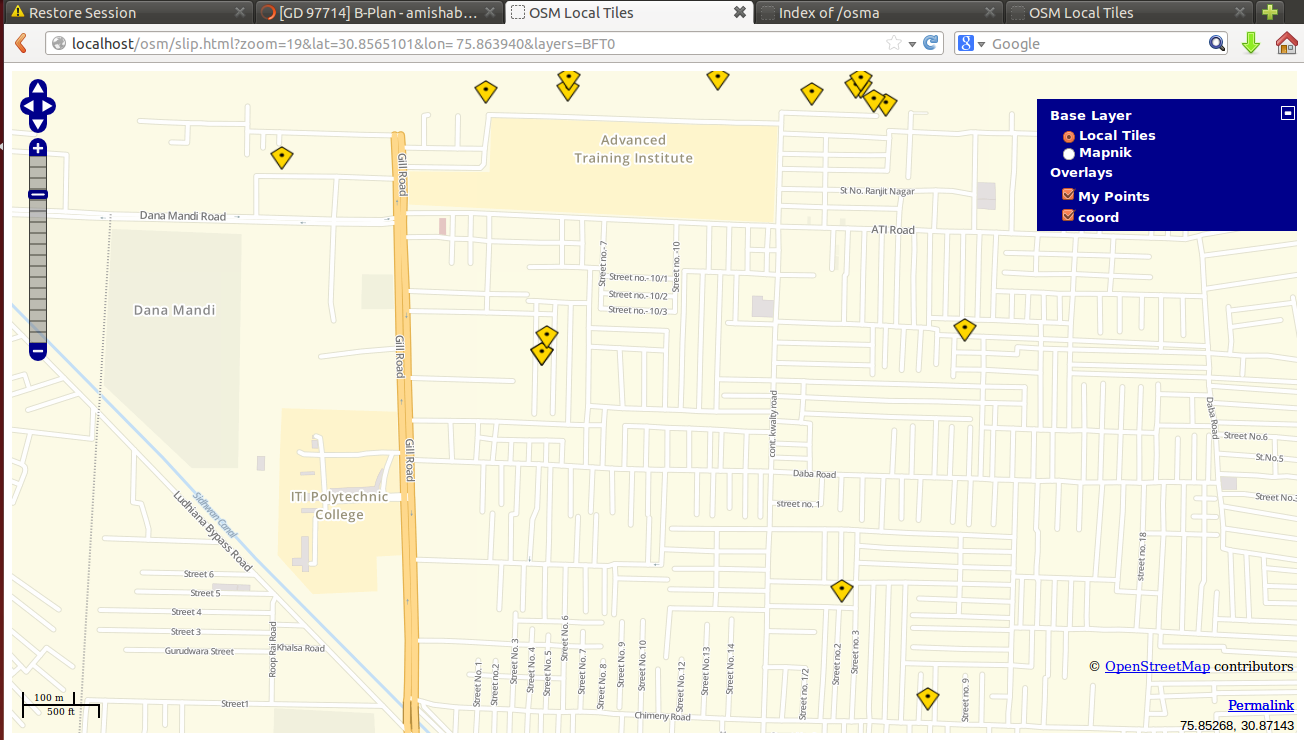 Restore Session
[GD 97714] B-Plan - amishab...
OSM Local Tiles
Index of /osma
OSM Local Tiles
localhost/osm/slip.html?zoom=19&lat=30.8565101&lon= 75.863940&layers=BFT0
Google
Base Layer
Local Tiles
Mapnik
Overlays
My Points
coord
Advanced
Training Institute
Gill Road
St No. Ranjit Nagar
Dana Mandi Road
ATI Road
Street no.- 7
Street no.-10
Street no.- 10/1
Street no.- 10/2
Street no.- 10/3
Dana Mandi
Gill Road
cont. kwalty road
Daba Road
Street No.6
Gill Road
St.No.5
Daba Road
ITI Polytechnic
College
street no. 1
Street No.3
Sidhwan Canal
Ludhiana Bypass Road
street no. 18
Street 6
Street 5
Street 4
Street 3
Gurudwara Street
Roop Rai Road
Khalsa Road
Street No. 1
Street no.2
Street No. 3
Street No. 4
Street No. 5
Street No. 6
Street No. 7
Street No. 8
Street No. 9
Street No. 10
Street No. 12
Street No.13
Street No. 14
street no. 1/2
Street no.2
Street no. 3
Street no. 9
© OpenStreetMap contributors
100 m
500 ft
Street1
Chimeny Road
Permalink
75.85268, 30.87143